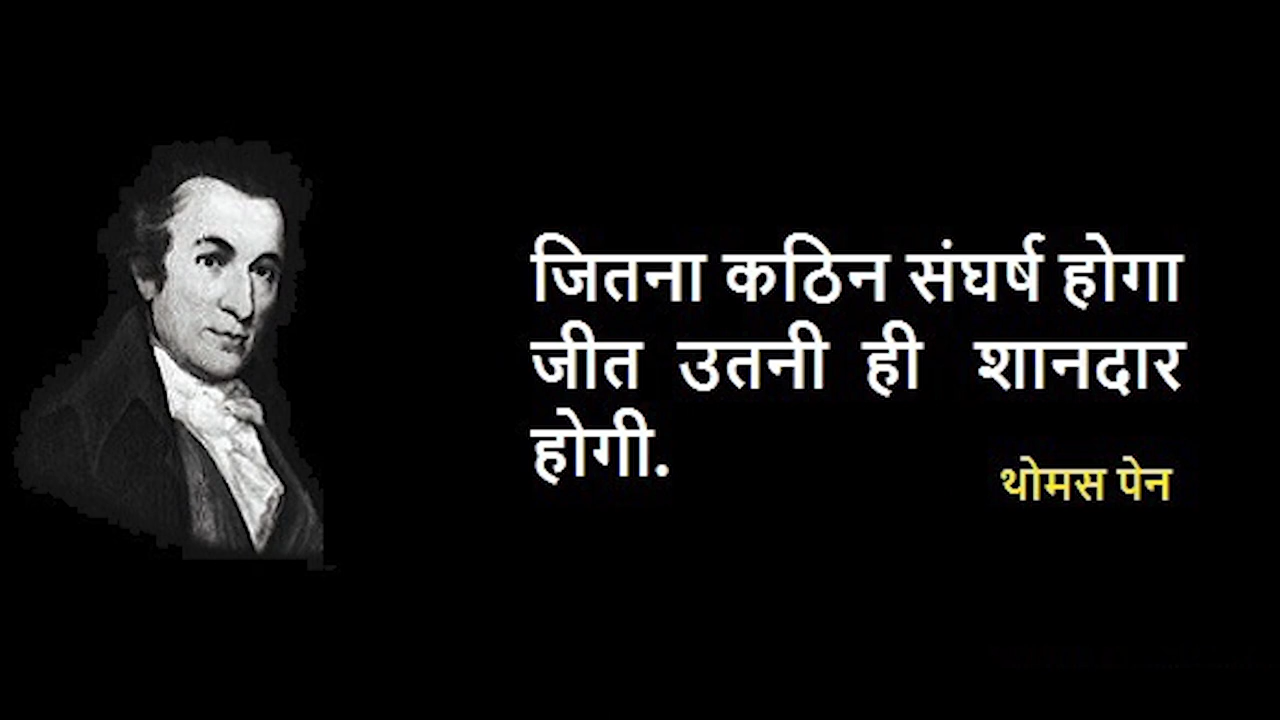 जितना कठिन संघर्ष होगा
जीत उतनी ही शानदार
होगी.
थोमस पेन